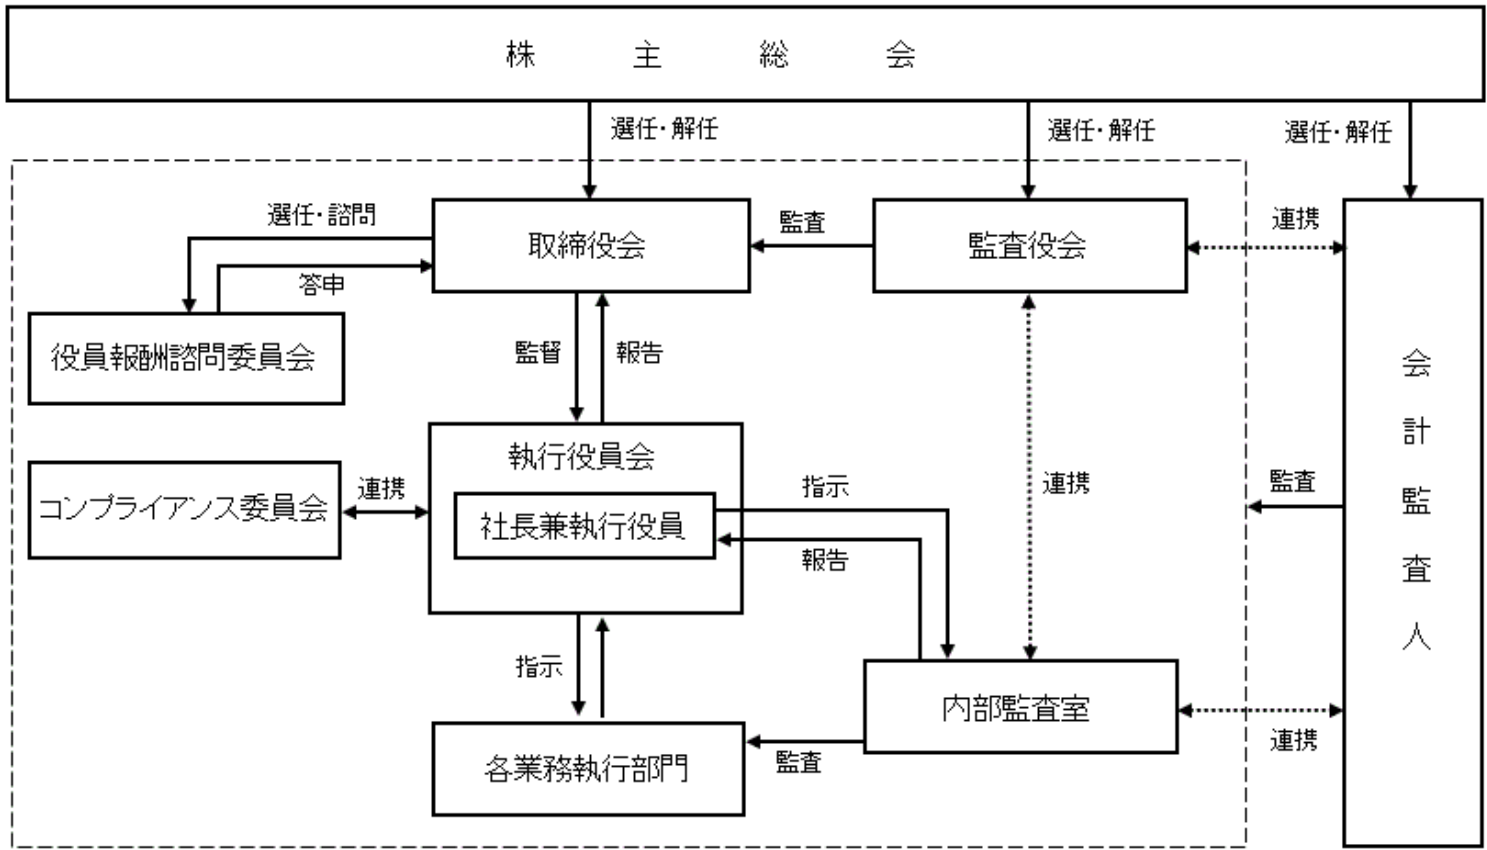 株主総会
選任・解任
選任・解任
選任・解任
選任・諮問
取締役会
監査
監査役会
連携
答申
役員報酬諮問委員会
監督
報告
会計監査人
執行役員会
コンプライアンス委員会
連携
社長兼執行役員
指示
連携
監査
報告
指示
内部監査室
連携
各業務執行部門
監査